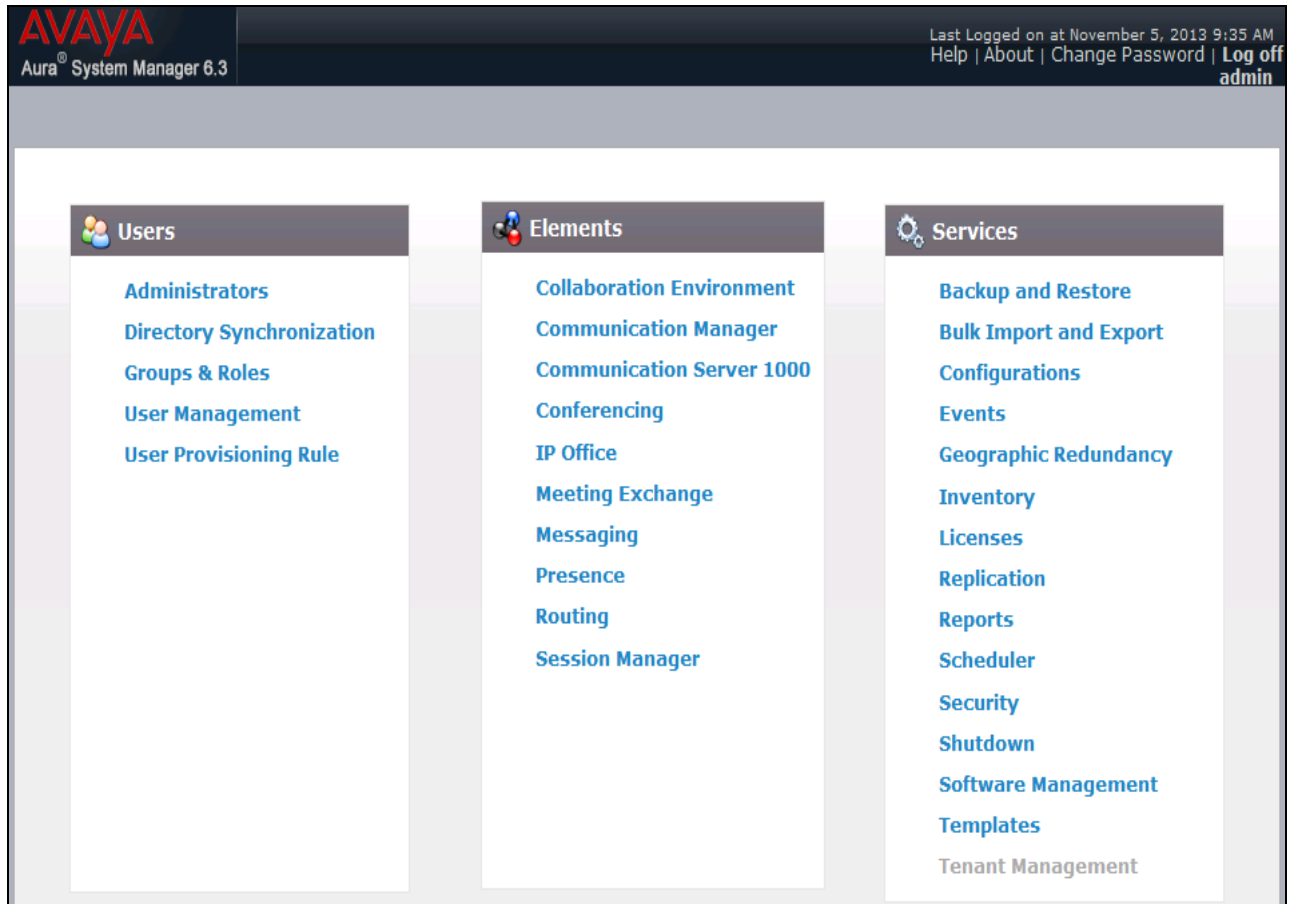 AVAYA
Aura® System Manager 6.3
Last Logged on at November 5, 2013 9:35 AM
Help | About | Change Password | Log off
admin
Users
Administrators
Directory Synchronization
Groups & Roles
User Management
User Provisioning Rule
Elements
Collaboration Environment
Communication Manager
Communication Server 1000
Conferencing
IP Office
Meeting Exchange
Messaging
Presence
Routing
Session Manager
Services
Backup and Restore
Bulk Import and Export
Configurations
Events
Geographic Redundancy
Inventory
Licenses
Replication
Reports
Scheduler
Security
Shutdown
Software Management
Templates
Tenant Management